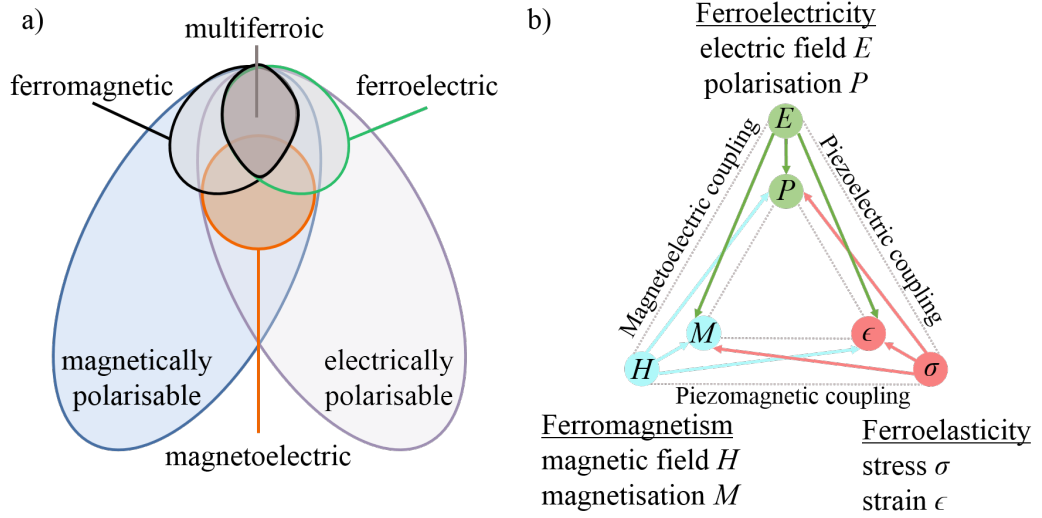 a)
multiferroic
ferromagnetic
ferroelectric
magnetically
polarisable
electrically
polarisable
magnetoelectric
b)
Ferroelectricity
electric field E
polarisation P
E
P
Magnetoelectric coupling
Piezoelectric coupling
M
ϵ
H
σ
Piezomagnetic coupling
Ferromagnetism
magnetic field H
magnetisation M
Ferroelasticity
stress σ
strain ϵ